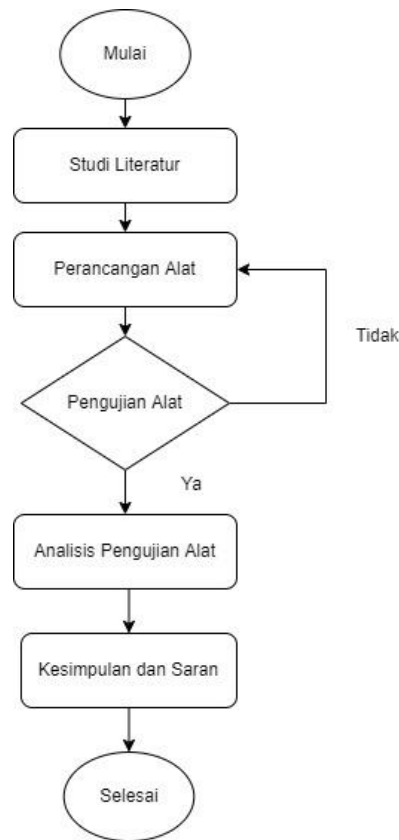 Mulai
Studi Literatur
Perancangan Alat
Tidak
Pengujian Alat
Ya
Analisis Pengujian Alat
Kesimpulan dan Saran
Selesai